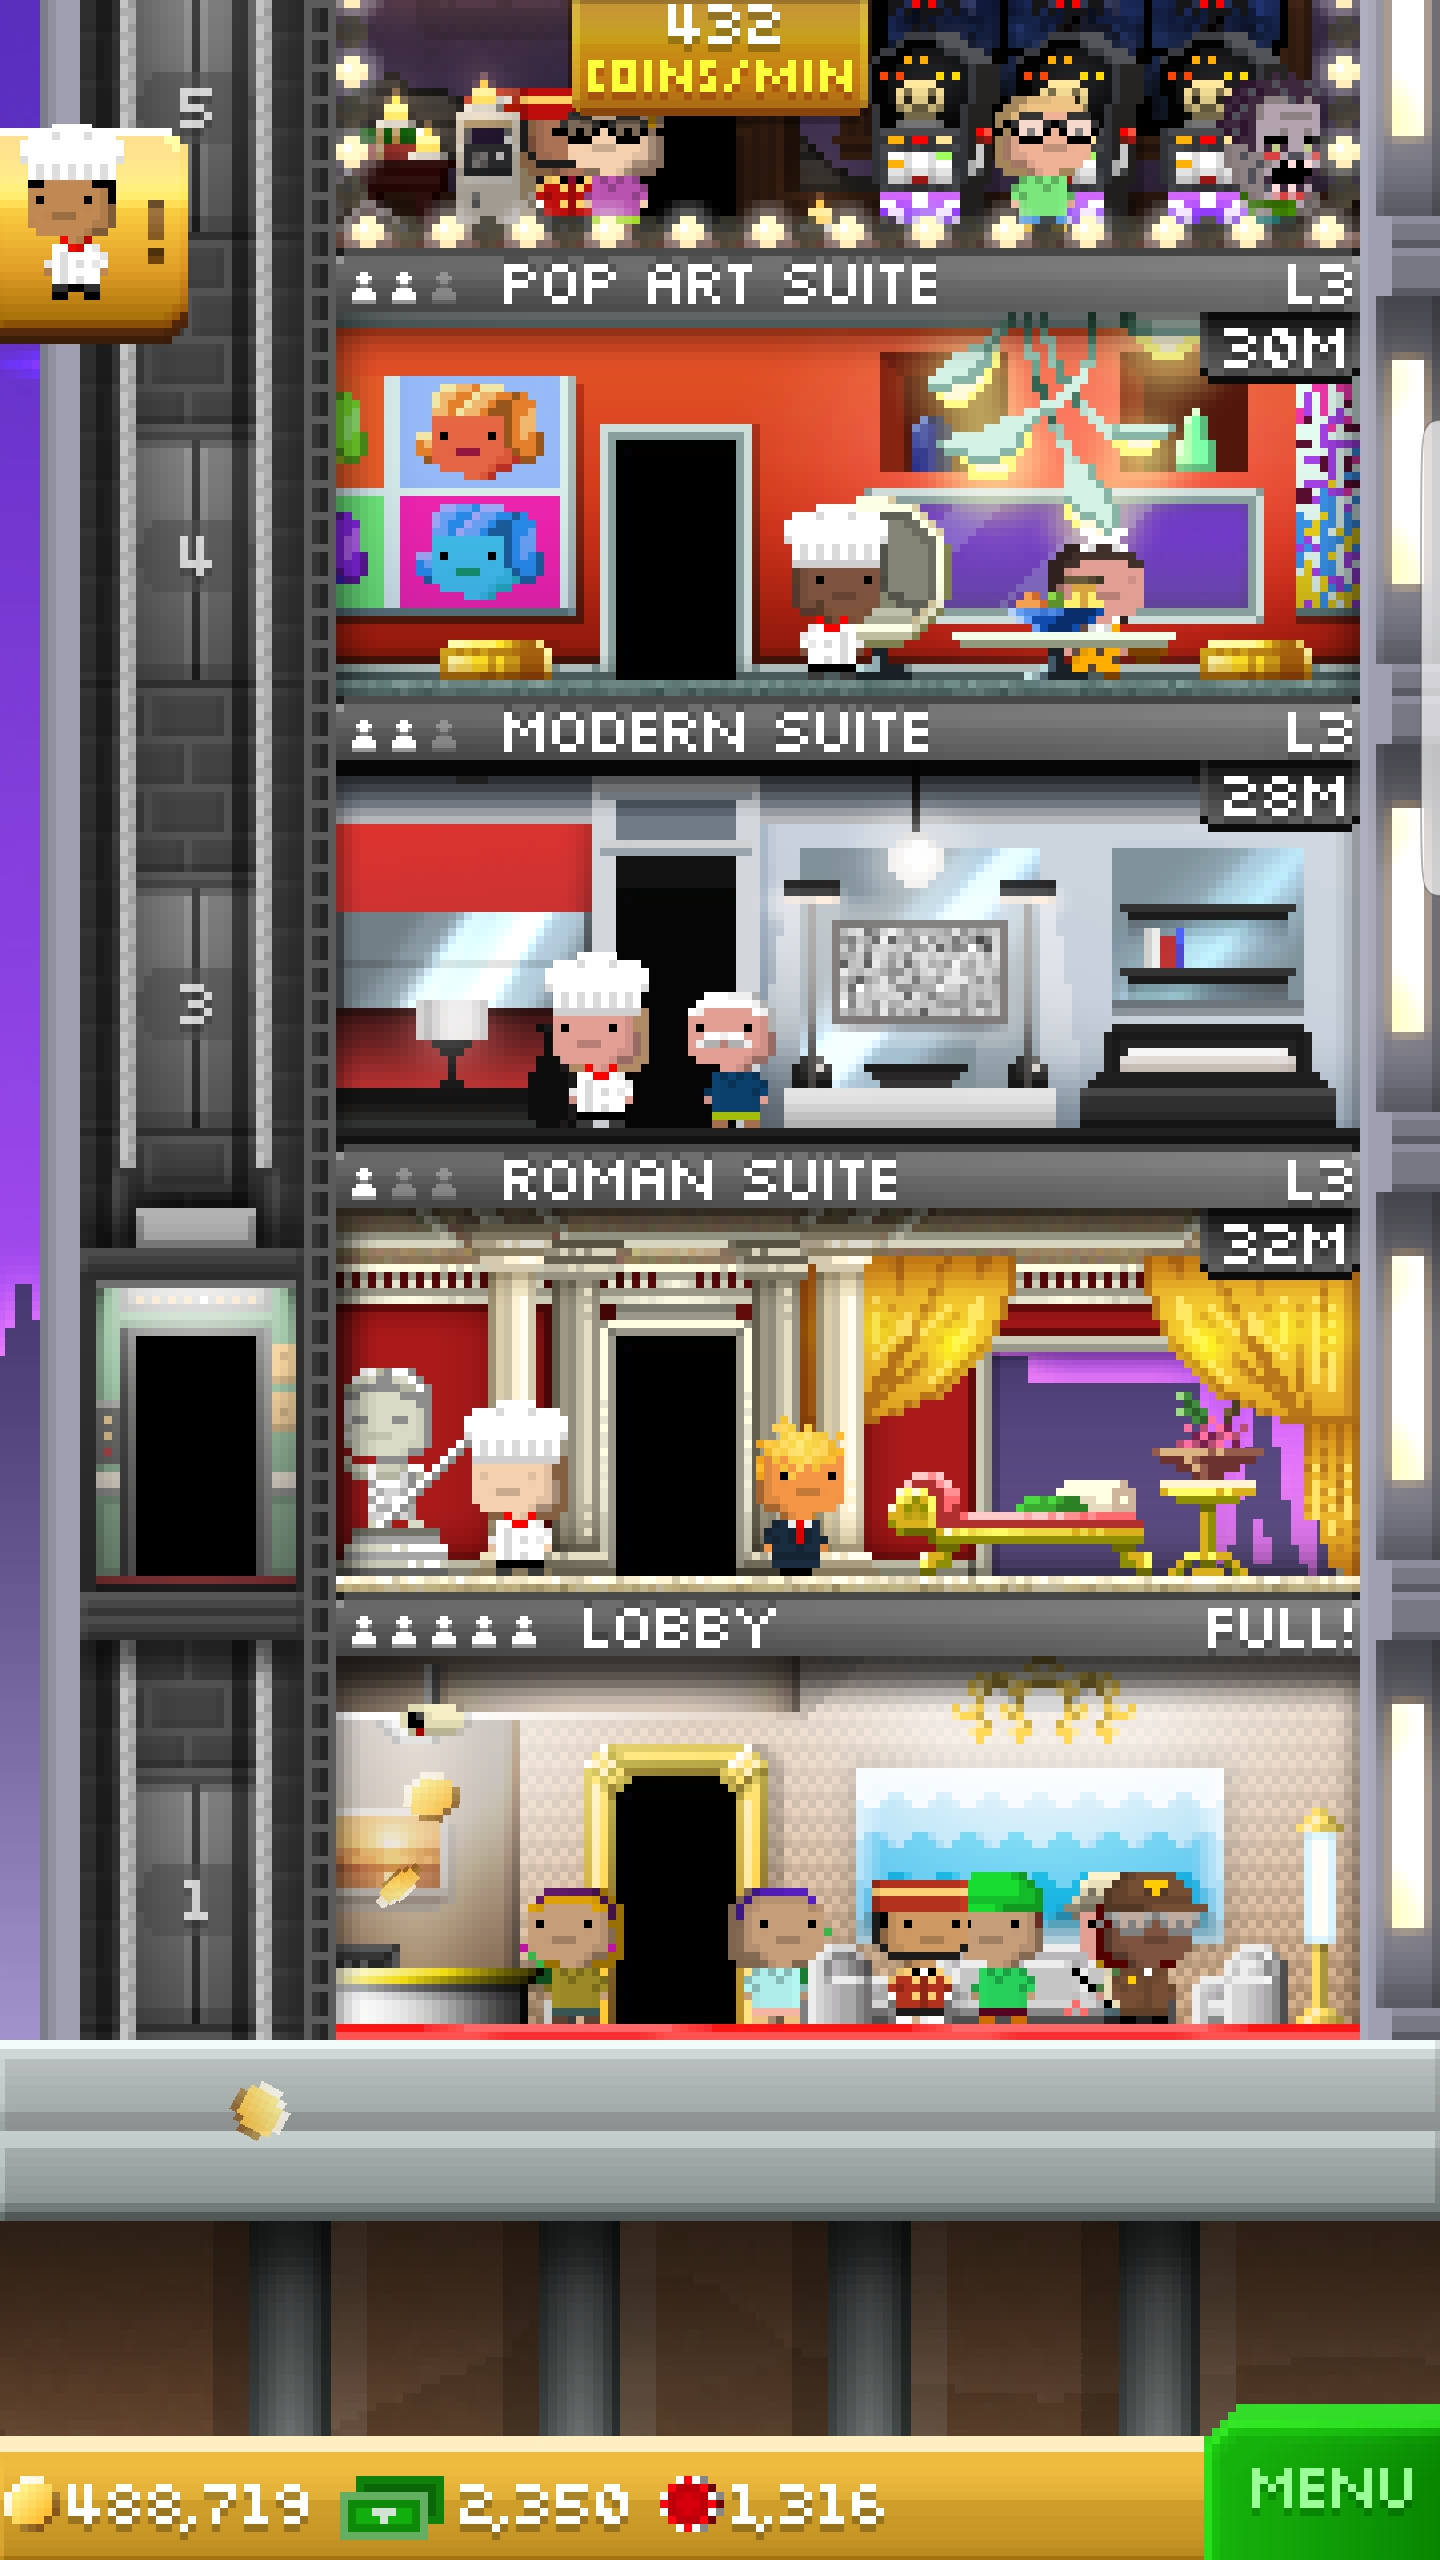 432
COINS/MIN
5
!
POP ART SUITE L3
30M
4
MODERN SUITE L3
28M
3
ROMAN SUITE L3
32M
LOBBY FULL!
1
488,719 2,350 1,316
MENU